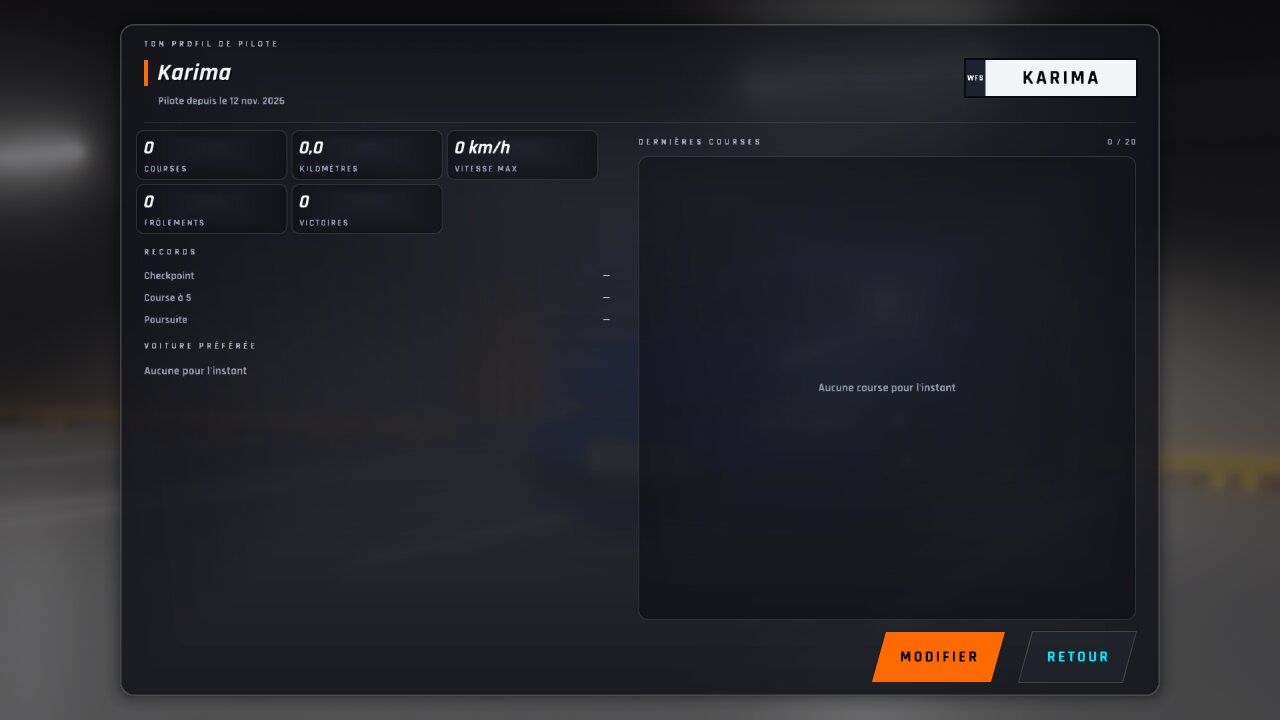 TON PROFIL DE PILOTE
Karima
Pilote depuis le 12 nov. 2026
WFS
KARIMA
0
COURSES
0,0
KILOMÈTRES
0 km/h
VITESSE MAX
0
FRÔLEMENTS
0
VICTOIRES
RECORDS
Checkpoint –
Course à 5 –
Poursuite –
VOITURE PRÉFÉRÉE
Aucune pour l'instant
DERNIÈRES COURSES
0 / 20
Aucune course pour l'instant
MODIFIER
RETOUR